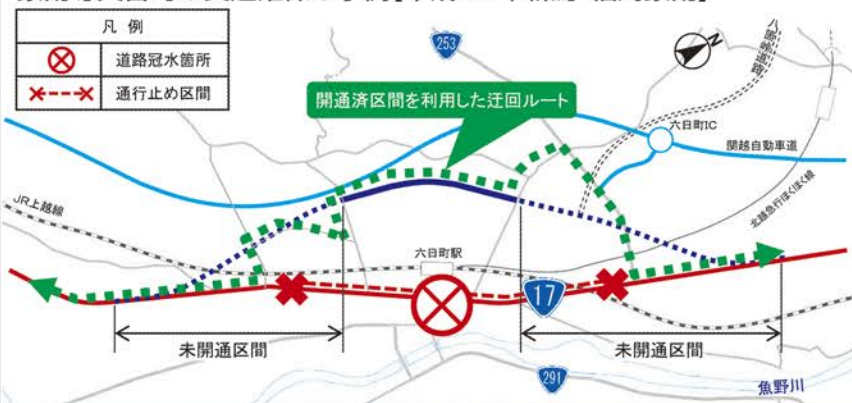 凡例
道路冠水箇所
通行止め区間
253
N
八箇峠道路
開通済区間を利用した迂回ルート
六日町IC
関越自動車道
JR上越線
北越急行ほくほく線
六日町駅
17
未開通区間
未開通区間
291
魚野川